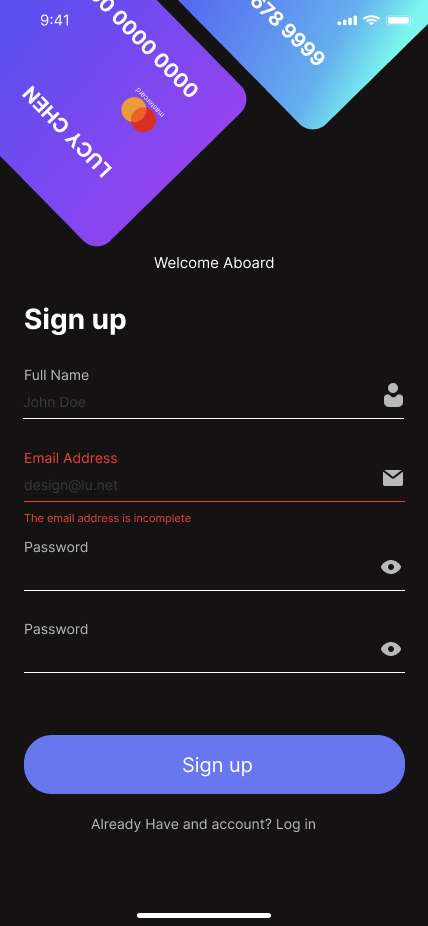 9:41
678 9999
00 0000 0000
mastercard
LUCY CHEN
Welcome Aboard
Sign up
Full Name
John Doe
Email Address
design@lu.net
The email address is incomplete
Password
Password
Sign up
Already Have and account? Log in